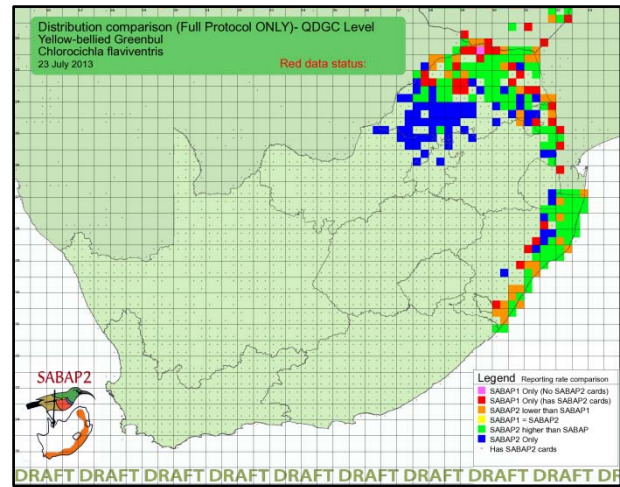 Distribution comparison (Full Protocol ONLY)- QDGC Level
Yellow-bellied Greenbul
Chlorocichla flaviventris
23 July 2013
Red data status:
SABAP2
Legend Reporting rate comparison
SABAP1 Only (No SABAP2 cards)
SABAP1 Only (has SABAP2 cards)
SABAP2 lower than SABAP1
SABAP1 = SABAP2
SABAP2 higher than SABAP
SABAP2 Only
Has SABAP2 cards
DRAFT DRAFT DRAFT DRAFT DRAFT DRAFT DRAFT DRAFT DR